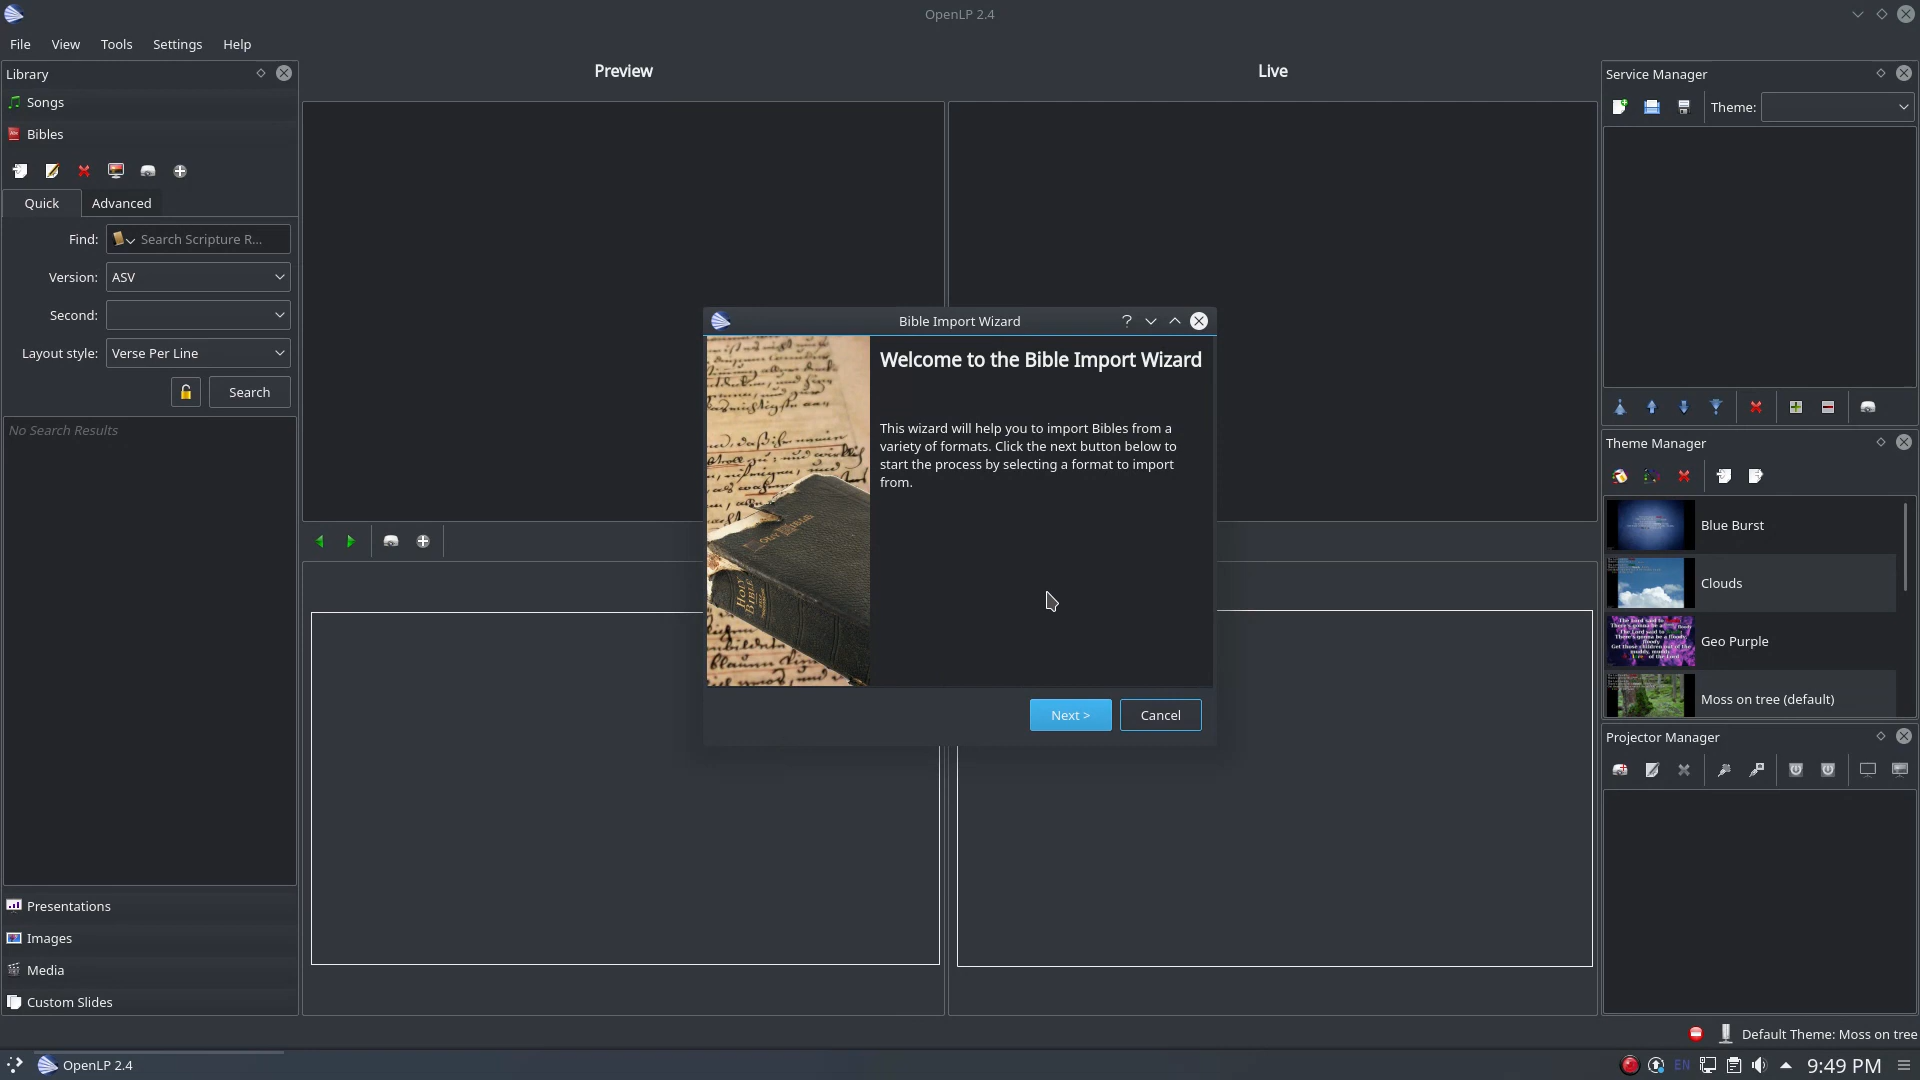 OpenLP 2.4
File View Tools Settings Help
Library
Songs
Bibles
Quick Advanced
Find: Search Scripture R...
Version: ASV
Second:
Layout style: Verse Per Line
Search
No Search Results
Presentations
Images
Media
Custom Slides
Preview
Live
Bible Import Wizard
Welcome to the Bible Import Wizard
This wizard will help you to import Bibles from a
variety of formats. Click the next button below to
start the process by selecting a format to import
from.
HOLY BIBLE
HOLY
BIBLE
Next >
Cancel
Service Manager
Theme:
Theme Manager
Blue Burst
Clouds
Geo Purple
Moss on tree (default)
Projector Manager
Default Theme: Moss on tree
OpenLP 2.4
EN
9:49 PM